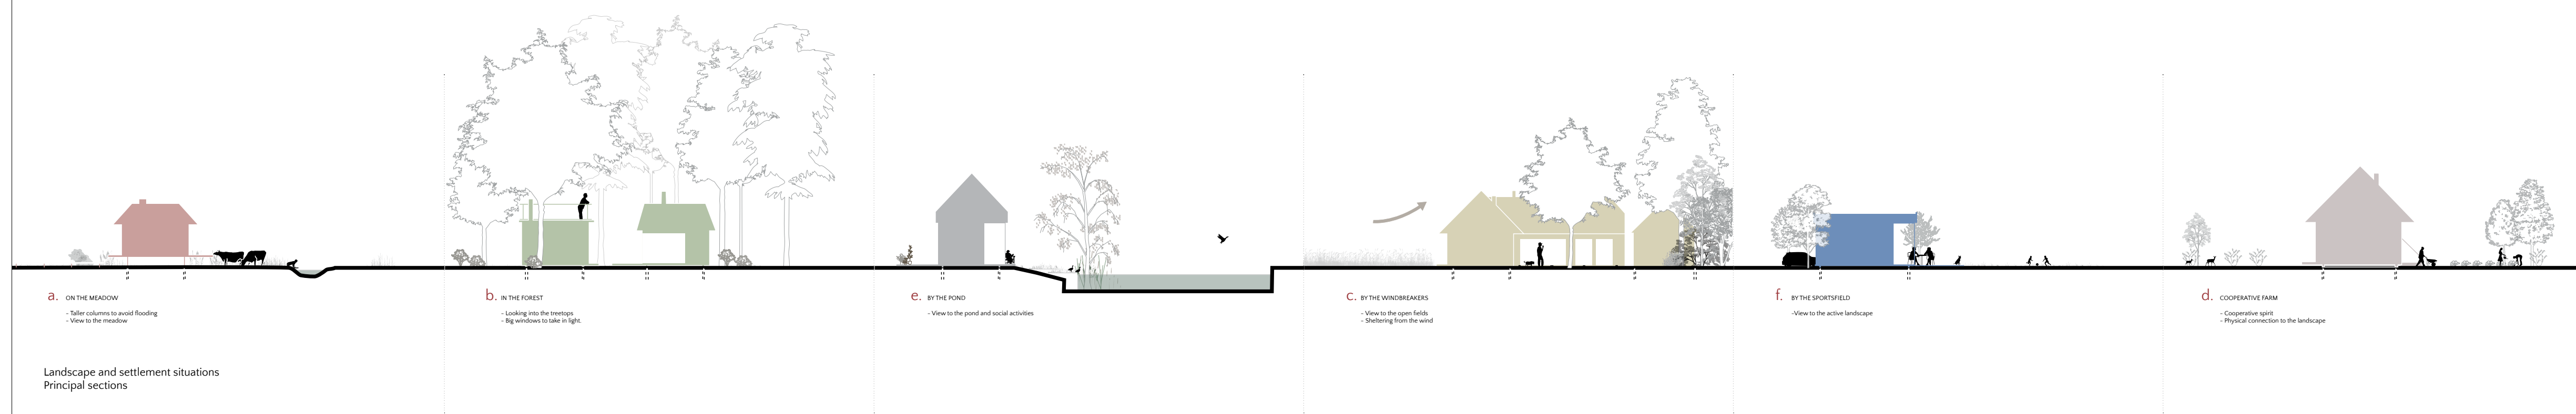 a. ON THE MEADOW
- Taller columns to avoid flooding
- View to the meadow
b. IN THE FOREST
- Looking into the treetops
- Big windows to take in light.
e. BY THE POND
- View to the pond and social activities
c. BY THE WINDBREAKERS
- View to the open fields
- Sheltering from the wind
f. BY THE SPORTSFIELD
-View to the active landscape
d. COOPERATIVE FARM
- Cooperative spirit
- Physical connection to the landscape
Landscape and settlement situations
Principal sections